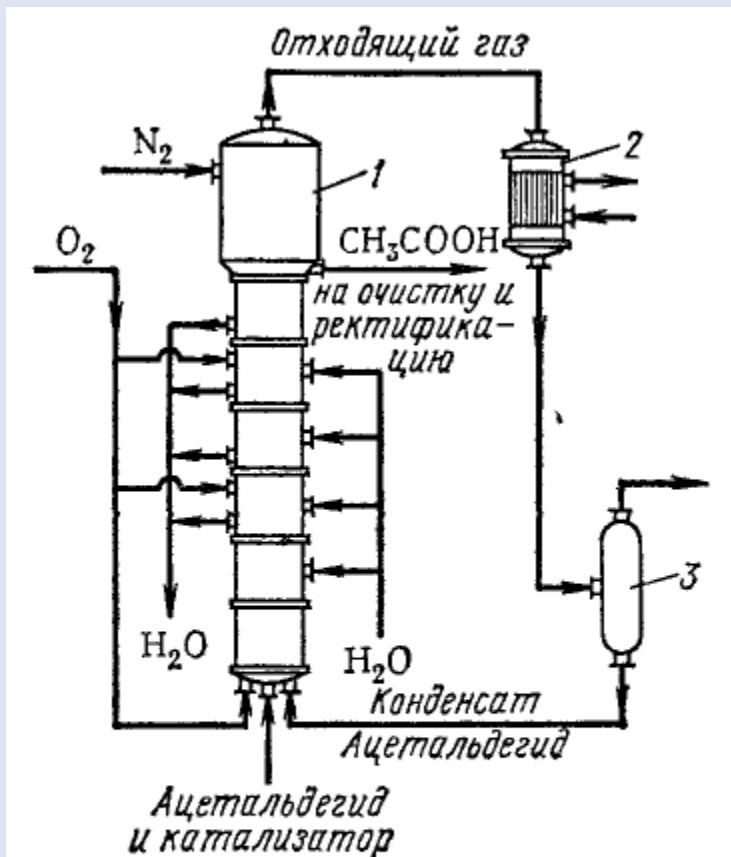 Отходящий газ
N₂
1
2
O₂
CH₃COOH
на очистку и
ректифика-
цию
3
H₂O
H₂O
Конденсат
Ацетальдегид
Ацетальдегид
и катализатор